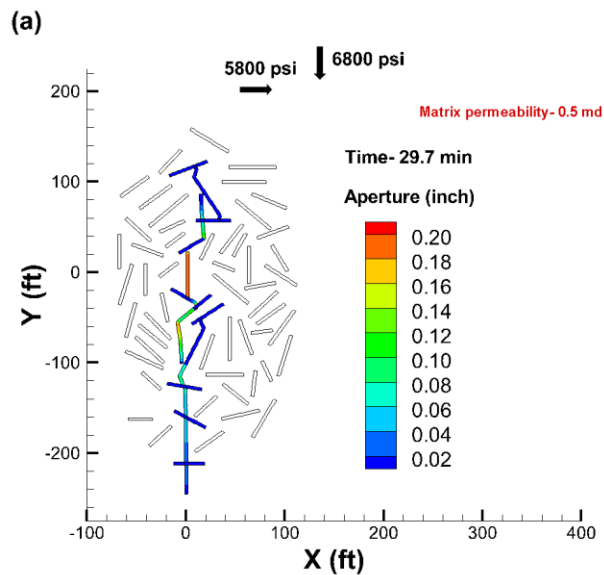 (a)
5800 psi
6800 psi
Matrix permeability- 0.5 md
Time- 29.7 min
Aperture (inch)
0.20
0.18
0.16
0.14
0.12
0.10
0.08
0.06
0.04
0.02
Y (ft)
200
100
0
-100
-200
-100
0
100
200
300
400
X (ft)